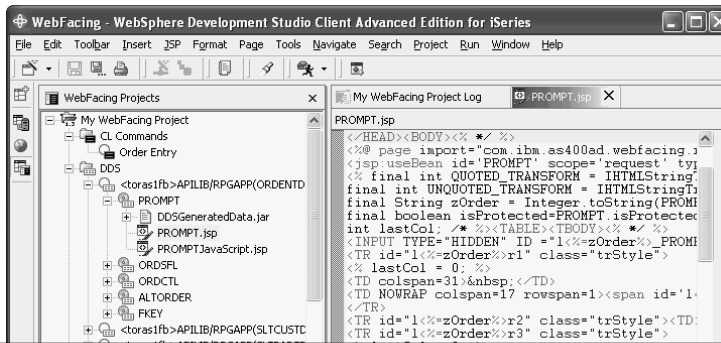 WebFacing - WebSphere Development Studio Client Advanced Edition for iSeries
File Edit Toolbar Insert JSP Format Page Tools Navigate Search Project Run Window Help
WebFacing Projects
My WebFacing Project
CL Commands
Order Entry
DDS
<toras1fb>APILIB/RPGAPP(ORDENTD
PROMPT
DDSGeneratedData.jar
PROMPT.jsp
PROMPTJavaScript.jsp
ORDSFL
ORDCTL
ALTORDER
FKEY
<toras1fb>APILIB/RPGAPP(SLTCUSTD
My WebFacing Project Log
PROMPT.jsp
PROMPT.jsp
</HEAD><BODY><% */ %>
<%@ page import="com.ibm.as400ad.webfacing.r
<jsp:useBean id='PROMPT' scope='request' typ
<% final int QUOTED_TRANSFORM = IHTMLStringT
final int UNQUOTED_TRANSFORM = IHTMLStringTr
final String zOrder = Integer.toString(PROMP
final boolean isProtected=PROMPT.isProtected
int lastCol; /* %><TABLE><TBODY><% */ %>
<INPUT TYPE="HIDDEN" ID ="l<%=zOrder%>_PROMP
<TR id="l<%=zOrder%>r1" class="trStyle">
<% lastCol = 0; %>
<TD colspan=31>&nbsp;</TD>
<TD NOWRAP colspan=17 rowspan=1><span id='l<
</TR>
<TR id="l<%=zOrder%>r2" class="trStyle"><TD
<TR id="l<%=zOrder%>r3" class="trStyle">